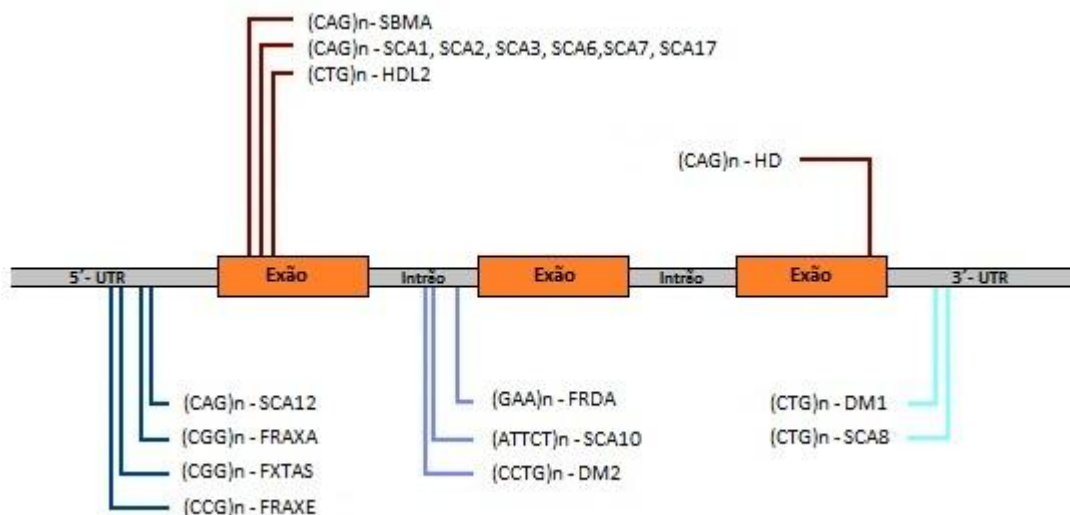 (CAG)n- SBMA
(CAG)n - SCA1, SCA2, SCA3, SCA6,SCA7, SCA17
(CTG)n - HDL2
(CAG)n - HD
5´- UTR
Exão
Intrão
Exão
Intrão
Exão
3´- UTR
(CAG)n - SCA12
(CGG)n - FRAXA
(CGG)n - FXTAS
(CCG)n - FRAXE
(GAA)n - FRDA
(ATTCT)n - SCA10
(CCTG)n - DM2
(CTG)n - DM1
(CTG)n - SCA8